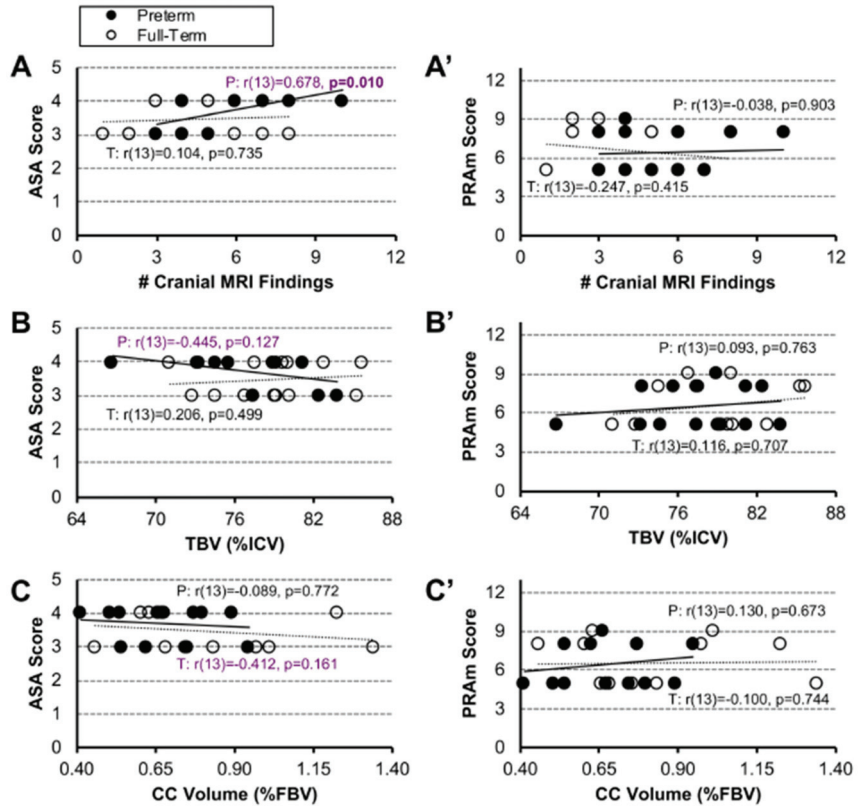 Preterm
Full-Term
A
ASA Score
5
4
3
2
1
0
P: r(13)=0.678, p=0.010
T: r(13)=0.104, p=0.735
3
6
9
12
# Cranial MRI Findings
A'
PRAm Score
12
9
6
3
0
P: r(13)=-0.038, p=0.903
T: r(13)=-0.247, p=0.415
0
3
6
9
12
# Cranial MRI Findings
B
ASA Score
5
4
3
2
1
0
P: r(13)=-0.445, p=0.127
T: r(13)=0.206, p=0.499
64
70
76
82
88
TBV (%ICV)
B'
PRAm Score
12
9
6
3
0
P: r(13)=0.093, p=0.763
T: r(13)=0.116, p=0.707
64
70
76
82
88
TBV (%ICV)
C
ASA Score
5
4
3
2
1
0
P: r(13)=-0.089, p=0.772
T: r(13)=-0.412, p=0.161
0.40
0.65
0.90
1.15
1.40
CC Volume (%FBV)
C'
PRAm Score
12
9
6
3
0
P: r(13)=0.130, p=0.673
T: r(13)=-0.100, p=0.744
0.40
0.65
0.90
1.15
1.40
CC Volume (%FBV)